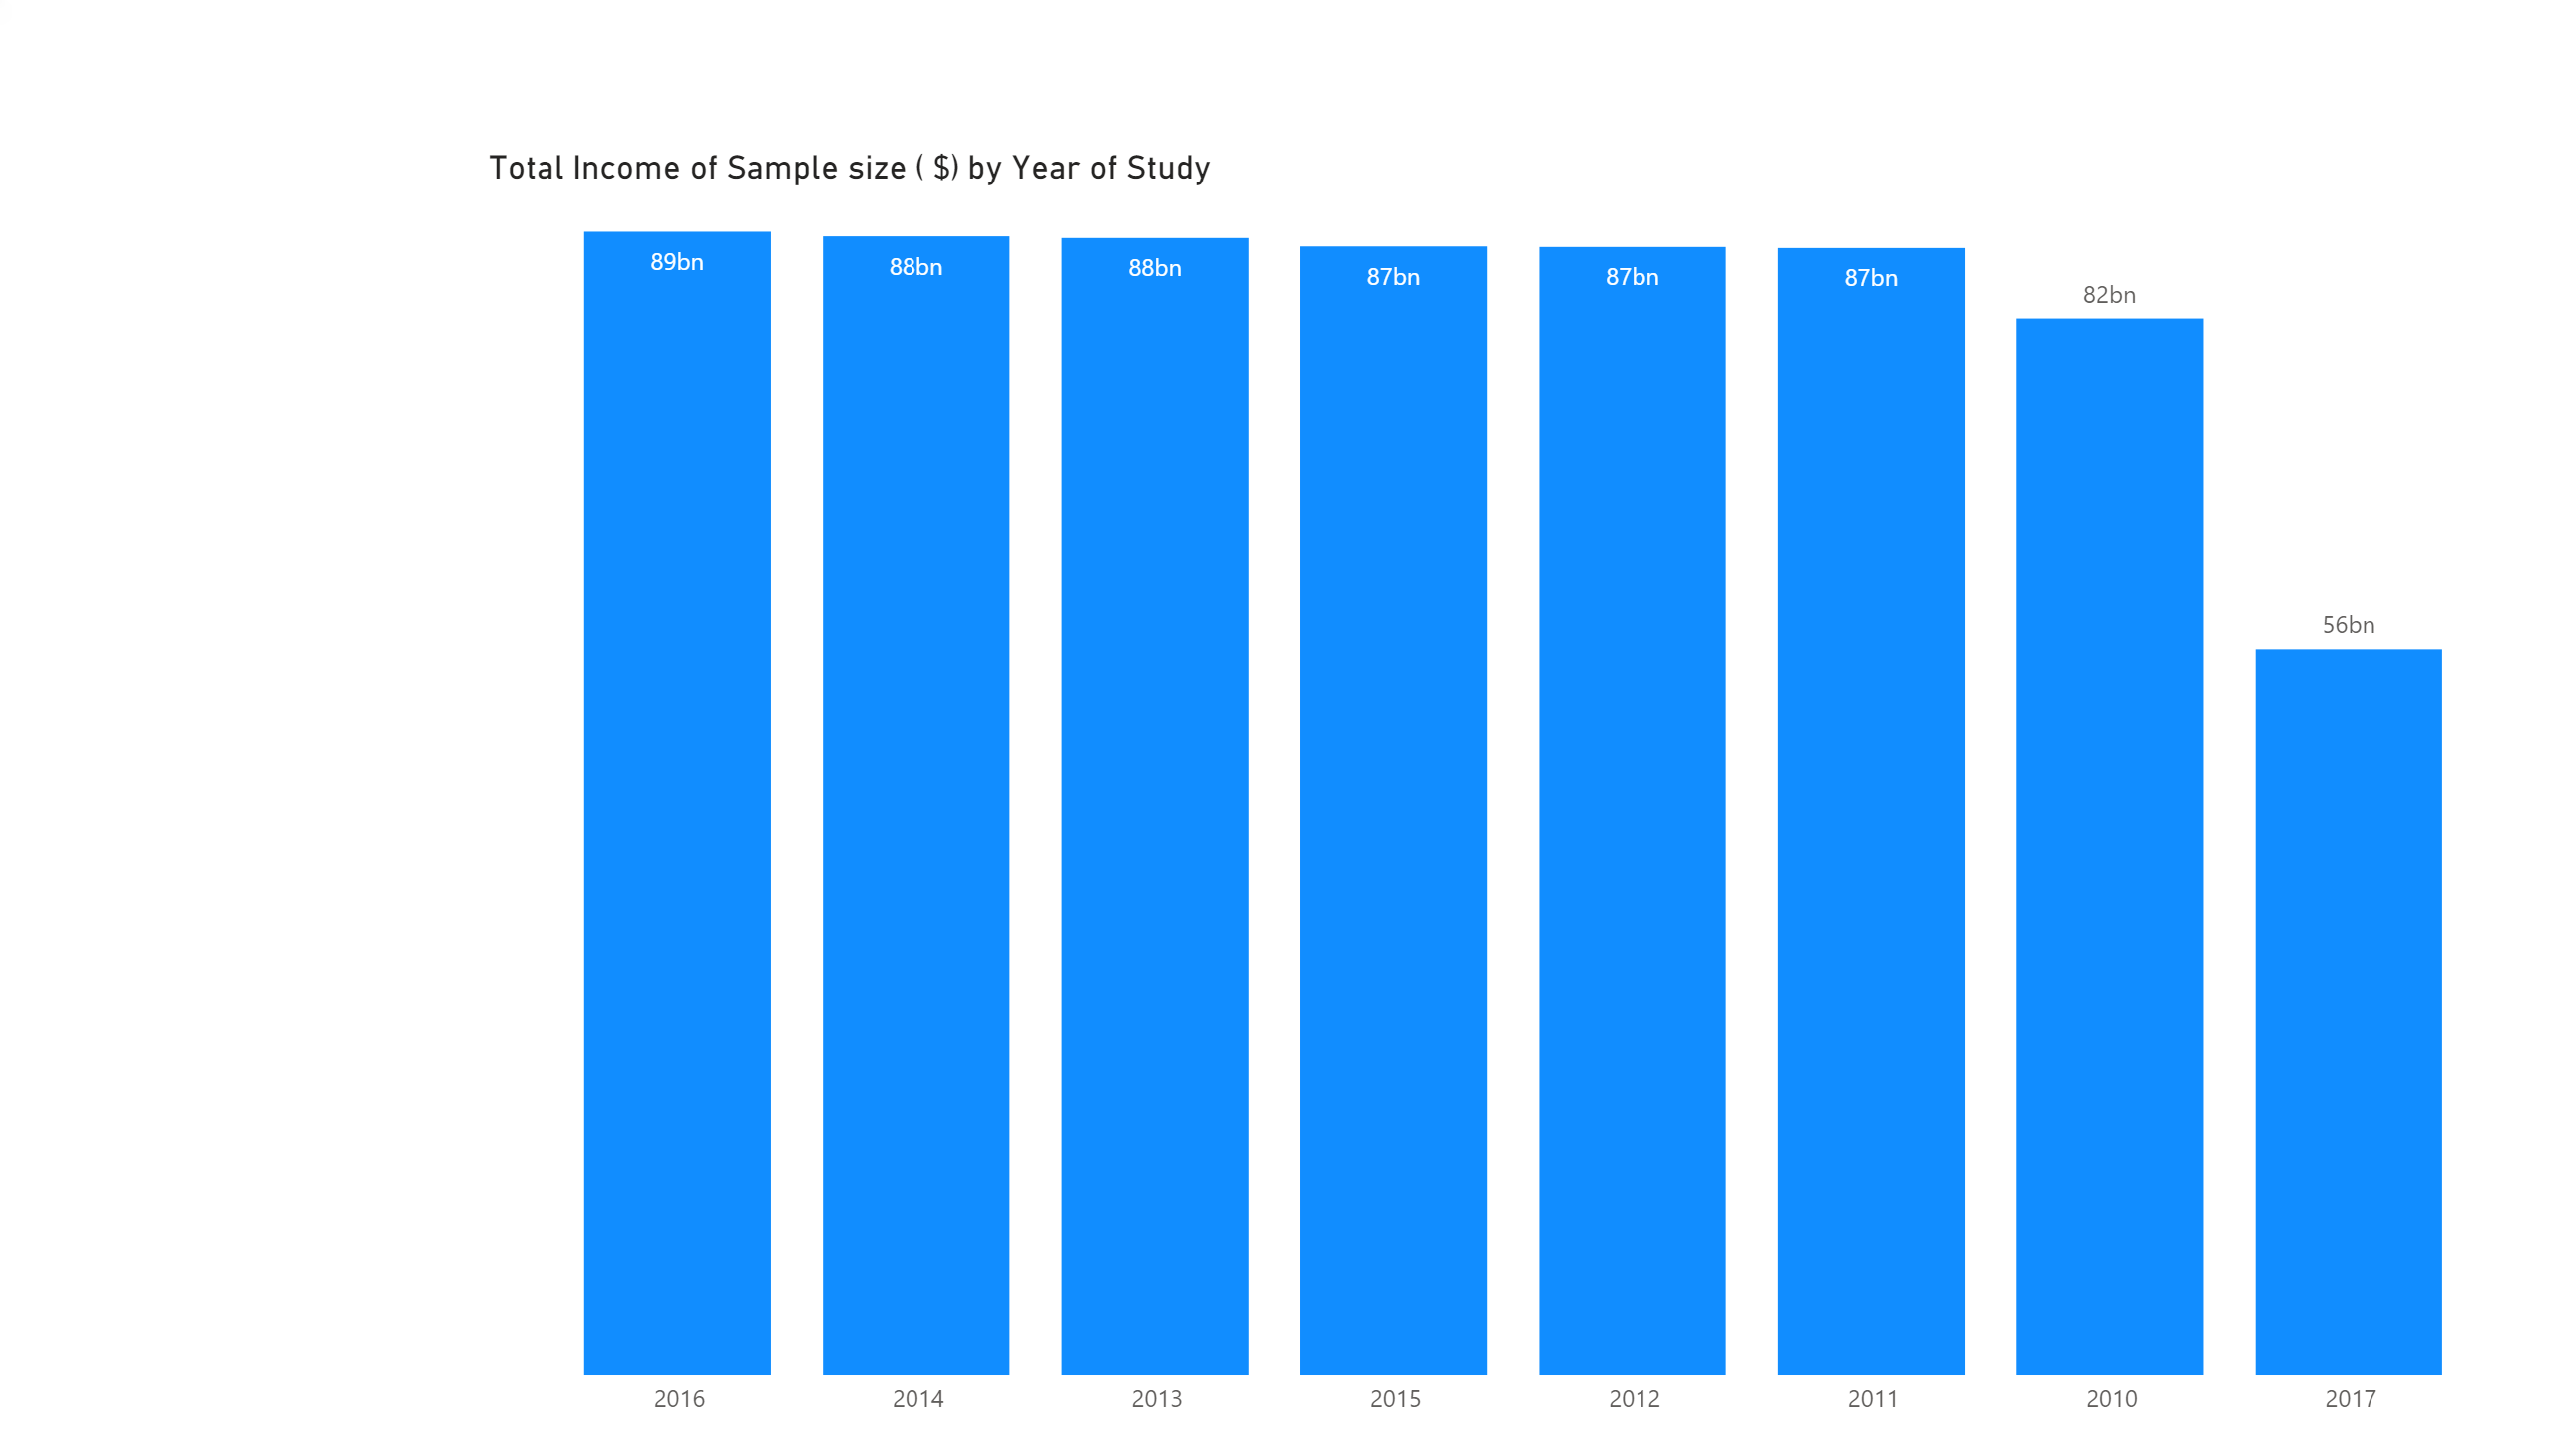 Total Income of Sample size ( $) by Year of Study
89bn 88bn 88bn 87bn 87bn 87bn 82bn 56bn
2016 2014 2013 2015 2012 2011 2010 2017